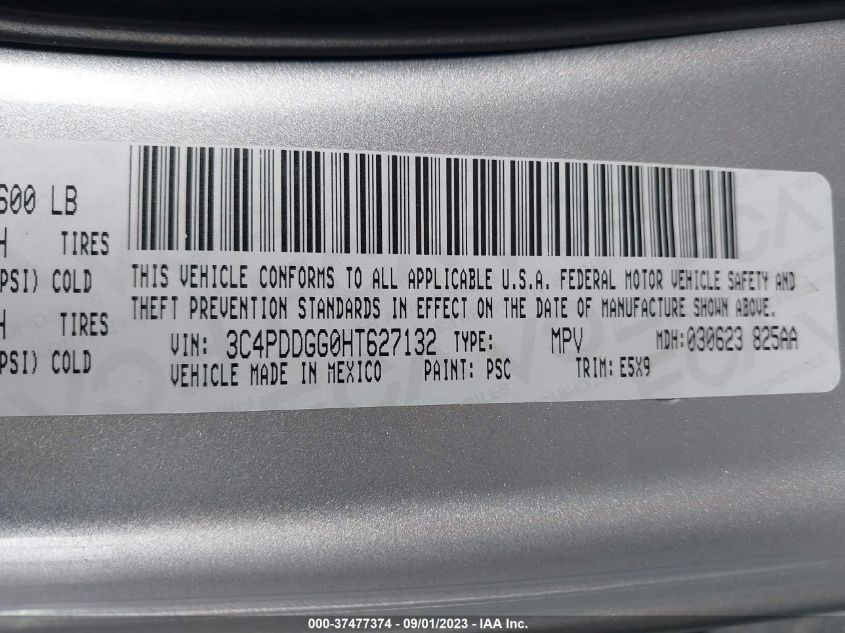 600 LB
H TIRES
PSI) COLD
H TIRES
PSI) COLD
THIS VEHICLE CONFORMS TO ALL APPLICABLE U.S.A. FEDERAL MOTOR VEHICLE SAFETY AND
THEFT PREVENTION STANDARDS IN EFFECT ON THE DATE OF MANUFACTURE SHOWN ABOVE.
VIN: 3C4PDDGG0HT627132 TYPE: MPV MDH:030623 825AA
VEHICLE MADE IN MEXICO PAINT: PSC TRIM: E5X9
000-37477374 - 09/01/2023 - IAA Inc.